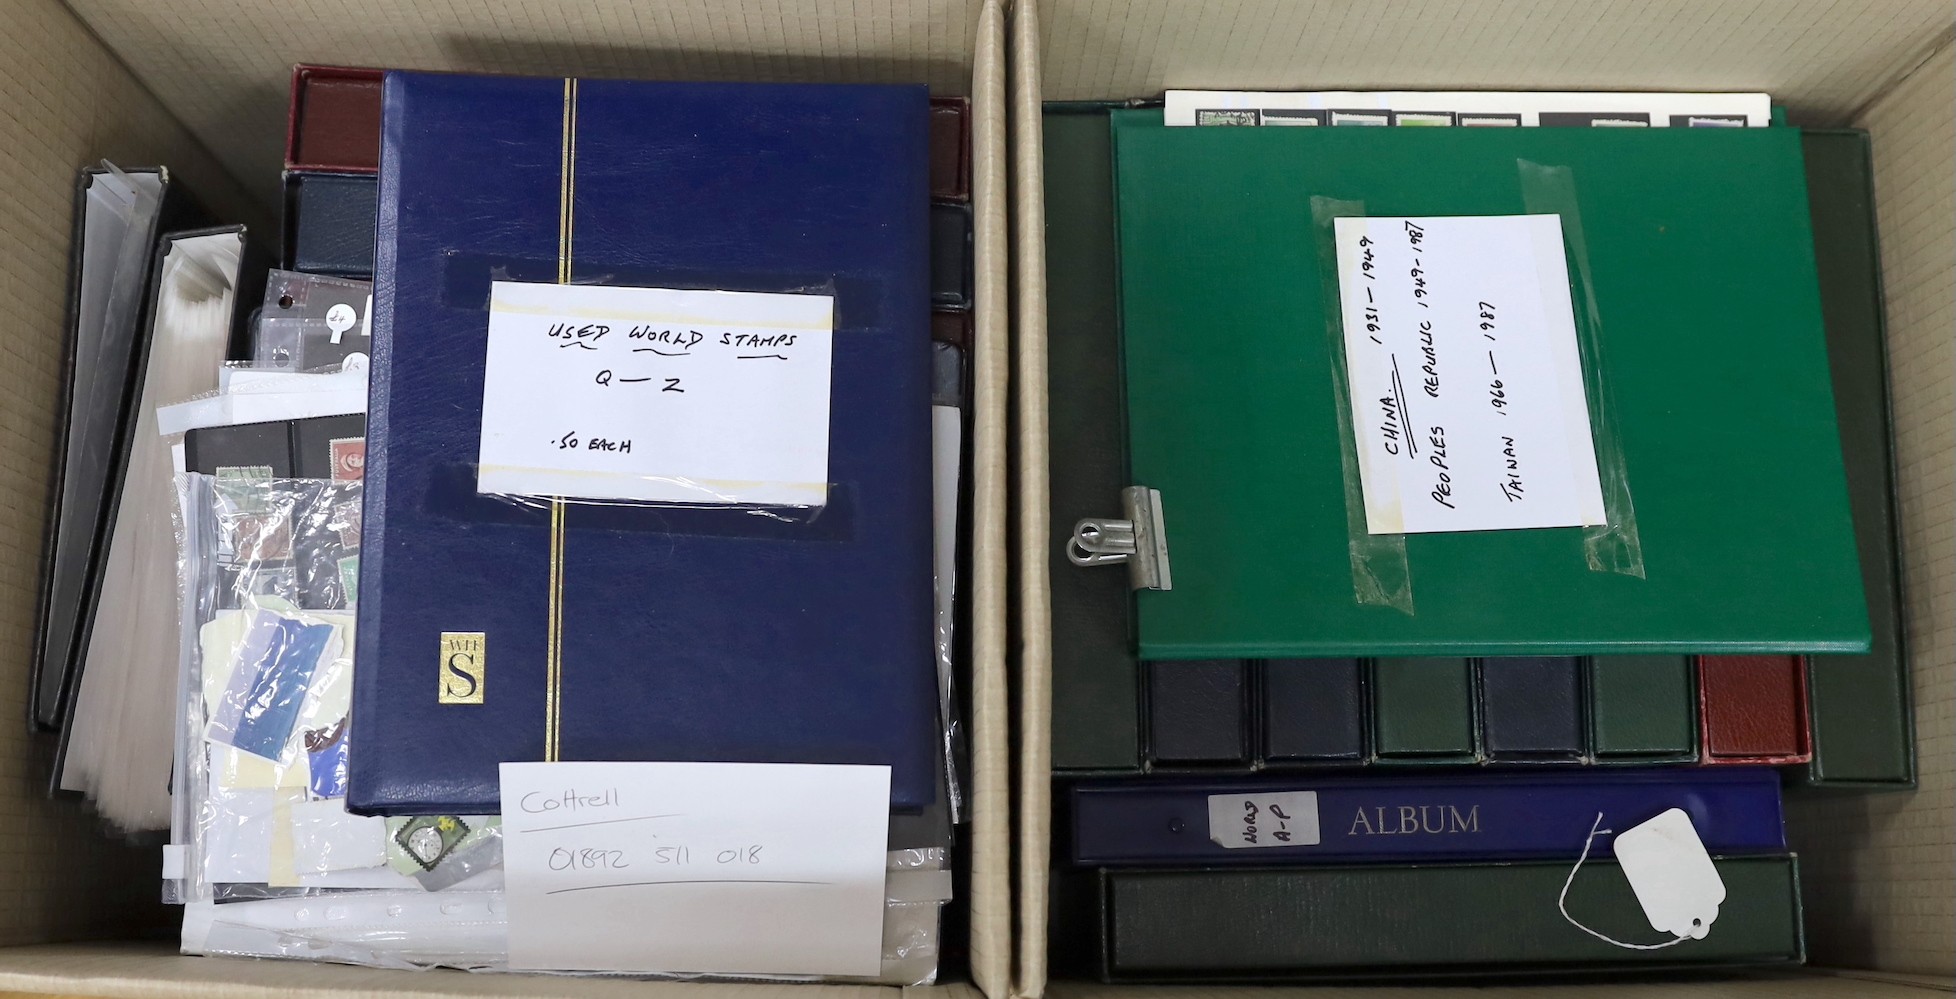 USED WORLD STAMPS
Q — Z
.50 EACH
S
Cottrell
01892 511 018
CHINA. 1931 — 1949
PEOPLES REPUBLIC 1949 - 1987
TAINAN 1966 — 1987
WORLD
A-P
ALBUM